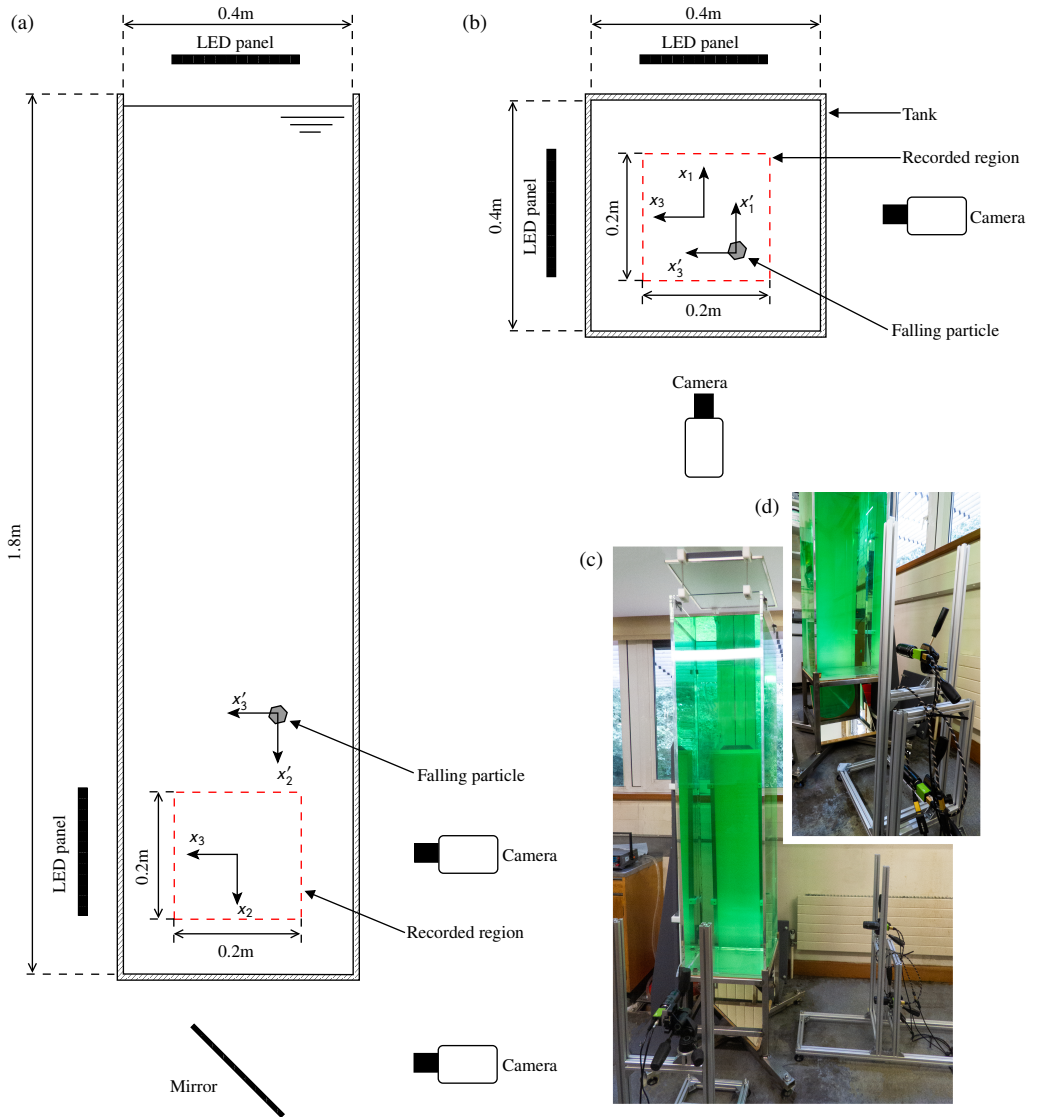 (a)
0.4m
LED panel
1.8m
x′3
x′2
Falling particle
LED panel
0.2m
x3
x2
0.2m
Camera
Recorded region
Mirror
Camera
(b)
0.4m
LED panel
Tank
Recorded region
LED panel
0.4m
0.2m
x1
x3
x′1
x′3
0.2m
Camera
Falling particle
Camera
(c)
(d)